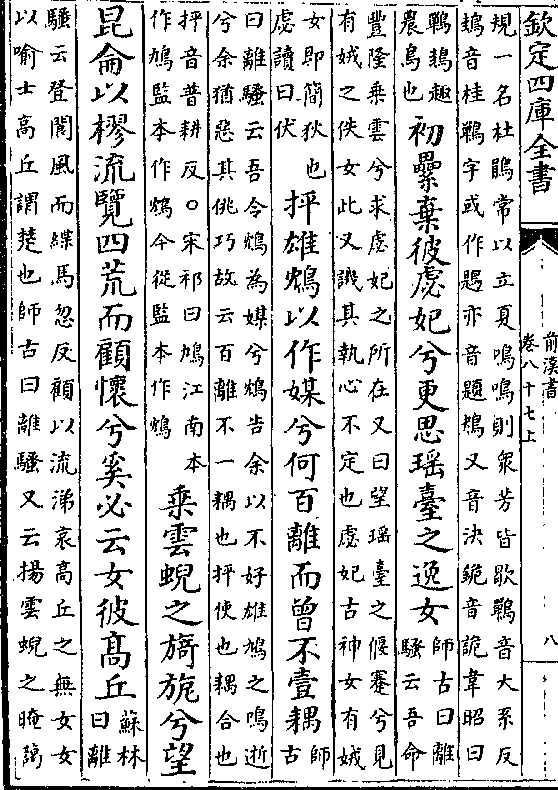 欽定四庫全書
前漢書
卷八十七上
八
規一名杜鵑常以立夏鳴鳴則衆芳皆歇鶗音大系反
鴂音桂鶗字或作題亦音題鴂又音決䳏音詭韋昭曰
鶗鴂趣
農鳥也
初纍棄彼虙妃兮更思瑤臺之逸女
師古曰離
騷云吾命
豐隆乘雲兮求虙妃之所在又曰望瑤臺之偃蹇兮見
有娀之佚女此又譏其執心不定也虙妃古神女有娀
女即簡狄也
虙讀曰伏
抨雄鴆以作媒兮何百離而曾不壹耦
師
古
曰離騷云吾令鴆為媒兮鴆告余以不好雄鳩之鳴逝
兮余猶惡其佻巧故云百離不一耦也抨使也耦合也
抨音普耕反○宋祁曰鳩江南本
作鳩監本作鴆今從監本作鴆
乘雲蜺之旖旎兮望
昆侖以樛流覽四荒而顧懷兮奚必云女彼高丘
蘇林
曰離
騷云登閬風而緤馬忽反顧以流涕哀高丘之無女女
以喻士高丘謂楚也師古曰離騷又云揚雲蜺之晻藹